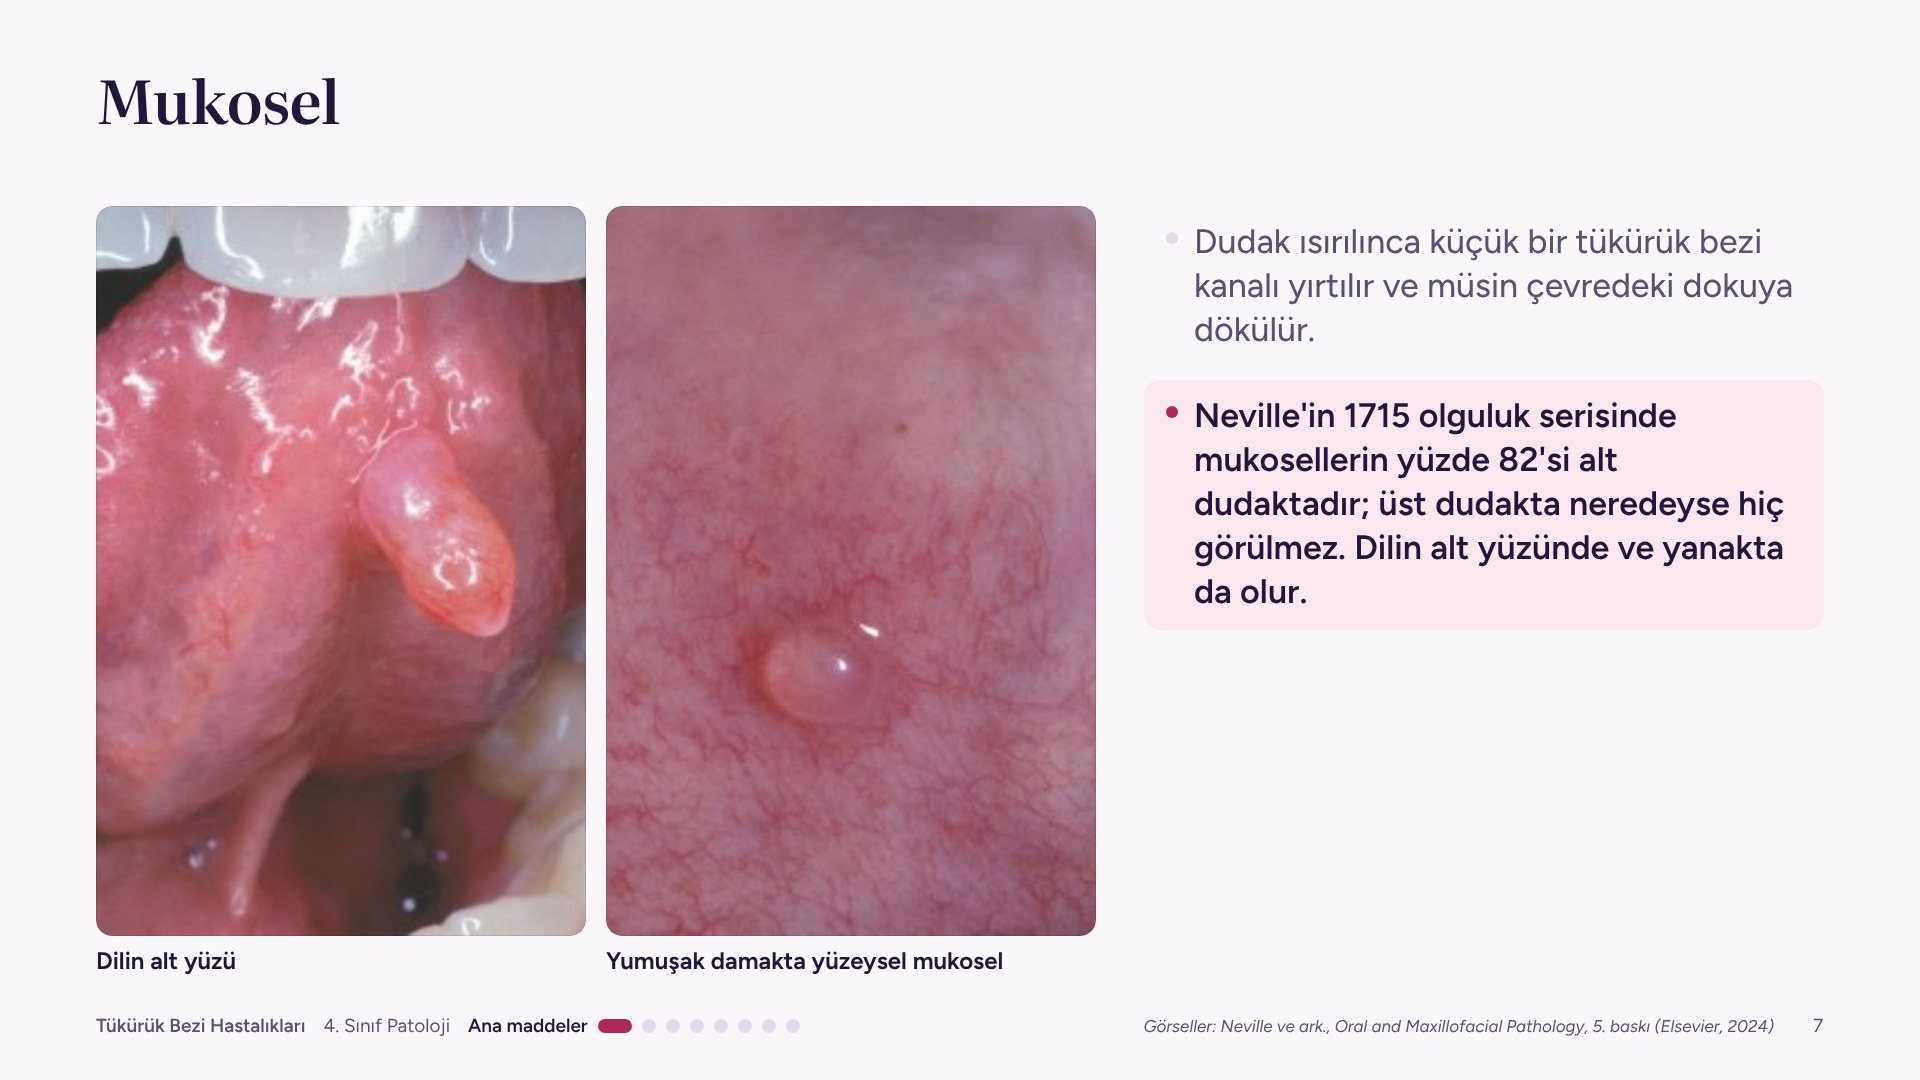 Mukosel
Dudak ısırılınca küçük bir tükürük bezi
kanalı yırtılır ve müsin çevredeki dokuya
dökülür.
Neville'in 1715 olguluk serisinde
mukosellerin yüzde 82'si alt
dudaktadır; üst dudakta neredeyse hiç
görülmez. Dilin alt yüzünde ve yanakta
da olur.
Dilin alt yüzü
Yumuşak damakta yüzeysel mukosel
Tükürük Bezi Hastalıkları 4. Sınıf Patoloji Ana maddeler
Görseller: Neville ve ark., Oral and Maxillofacial Pathology, 5. baskı (Elsevier, 2024) 7